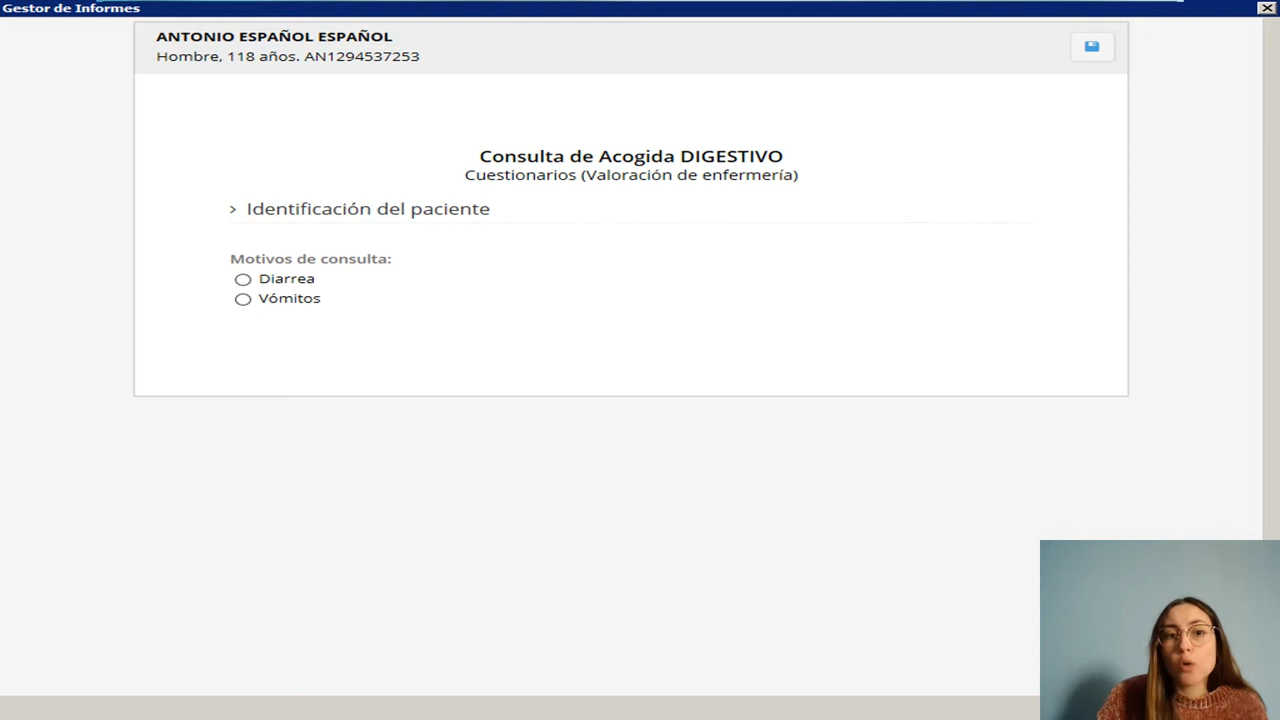 Gestor de Informes
ANTONIO ESPAÑOL ESPAÑOL
Hombre, 118 años. AN1294537253
Consulta de Acogida DIGESTIVO
Cuestionarios (Valoración de enfermería)
> Identificación del paciente
Motivos de consulta:
Diarrea
Vómitos